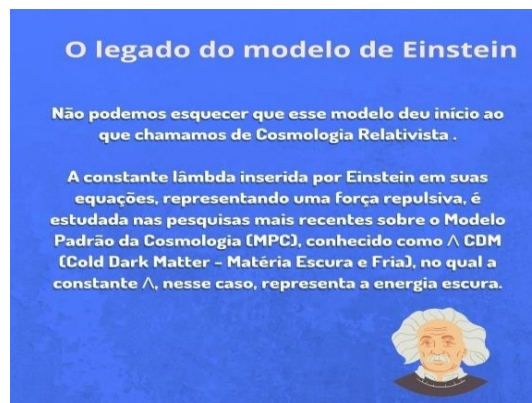 O legado do modelo de Einstein
Não podemos esquecer que esse modelo deu início ao
que chamamos de Cosmologia Relativista .
A constante lâmbda inserida por Einstein em suas
equações, representando uma força repulsiva, é
estudada nas pesquisas mais recentes sobre o Modelo
Padrão da Cosmologia (MPC), conhecido como Λ CDM
(Cold Dark Matter - Matéria Escura e Fria), no qual a
constante Λ, nesse caso, representa a energia escura.